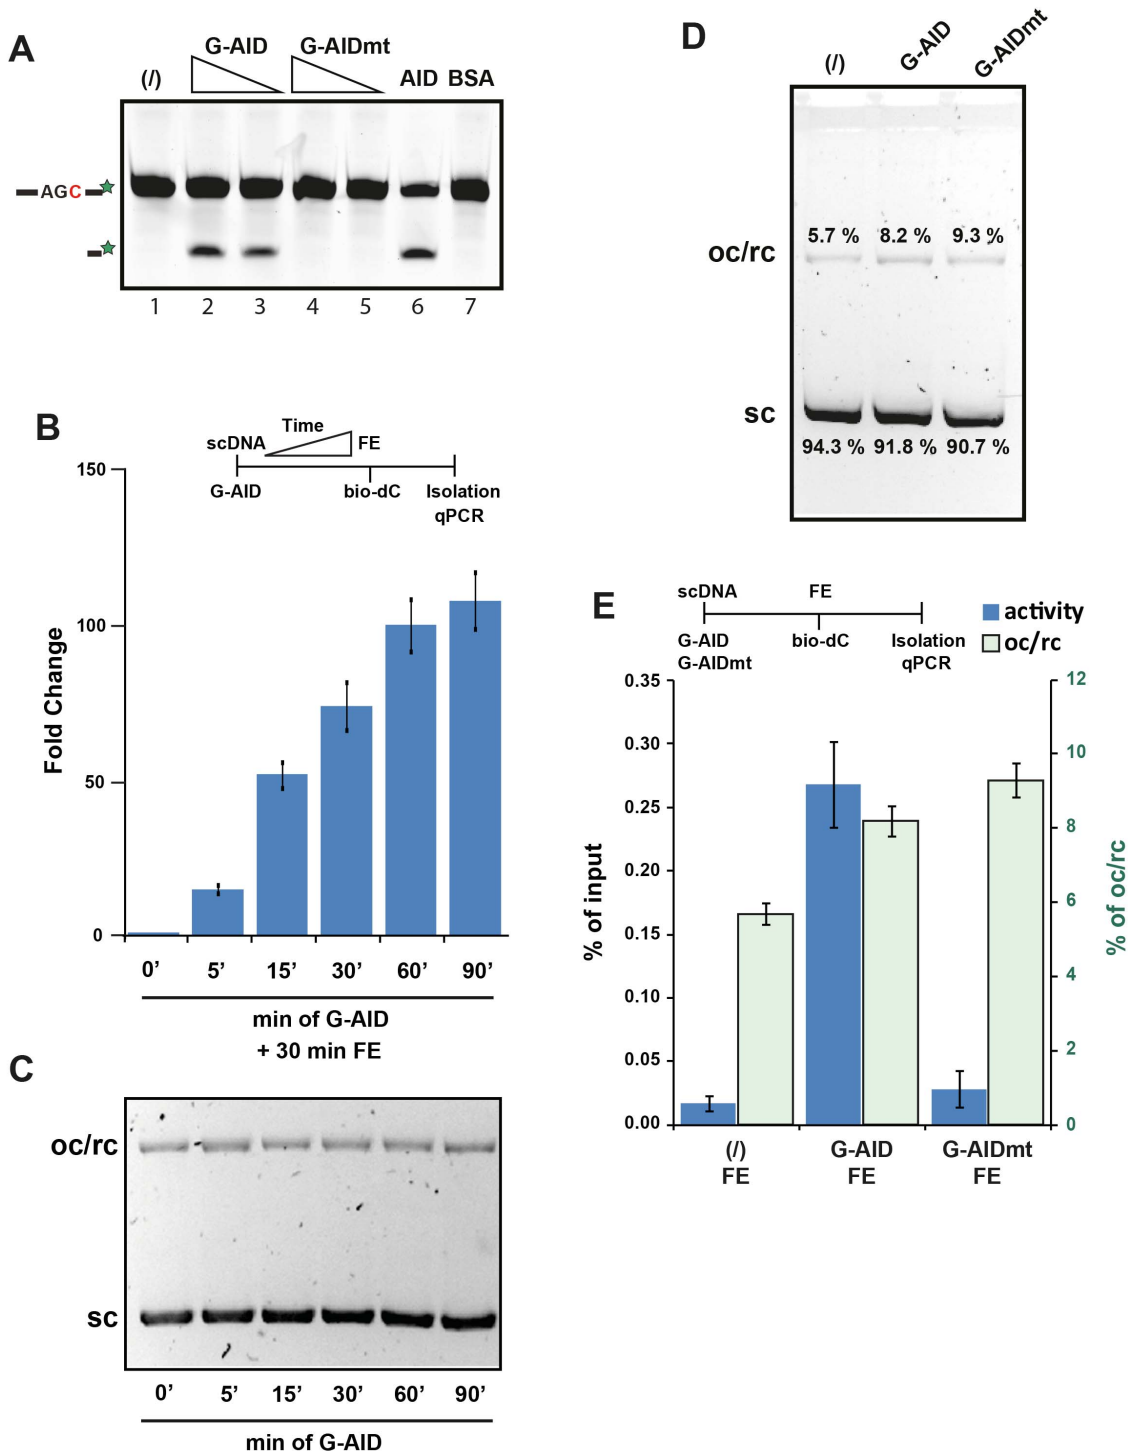 A
G-AID
G-AIDmt
(/)
AID
BSA
AGC
1 2 3 4 5 6 7
B
Time
scDNA
FE
G-AID
bio-dC
Isolation
qPCR
150
100
50
0
Fold Change
0’ 5’ 15’ 30’ 60’ 90’
min of G-AID
+ 30 min FE
C
oc/rc
sc
0’ 5’ 15’ 30’ 60’ 90’
min of G-AID
D
(/)
G-AID
G-AIDmt
5.7 % 8.2 % 9.3 %
oc/rc
sc
94.3 % 91.8 % 90.7 %
E
scDNA
FE
G-AID
G-AIDmt
bio-dC
Isolation
qPCR
activity
oc/rc
0.35
0.30
0.25
0.20
0.15
0.10
0.05
0.00
% of input
12
10
8
6
4
2
0
% of oc/rc
(/)
FE
G-AID
FE
G-AIDmt
FE